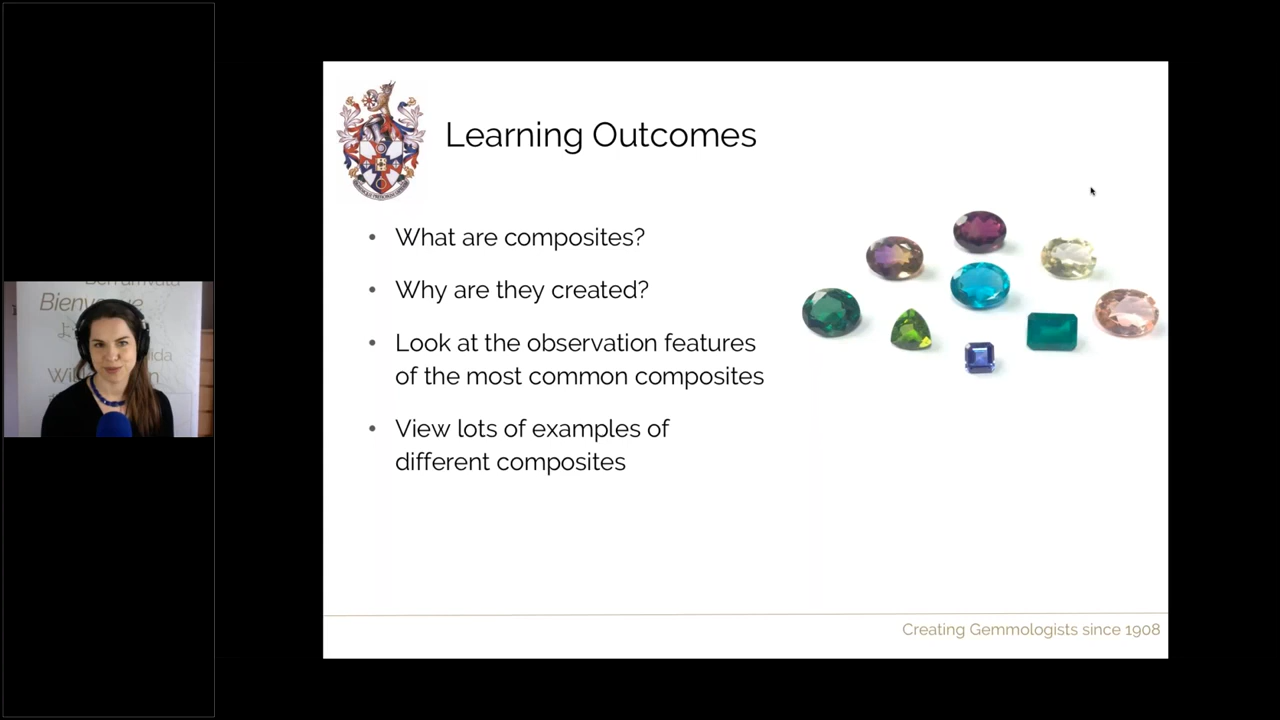 Learning Outcomes
• What are composites?
• Why are they created?
• Look at the observation features
of the most common composites
• View lots of examples of
different composites
Creating Gemmologists since 1908
Bienvenue